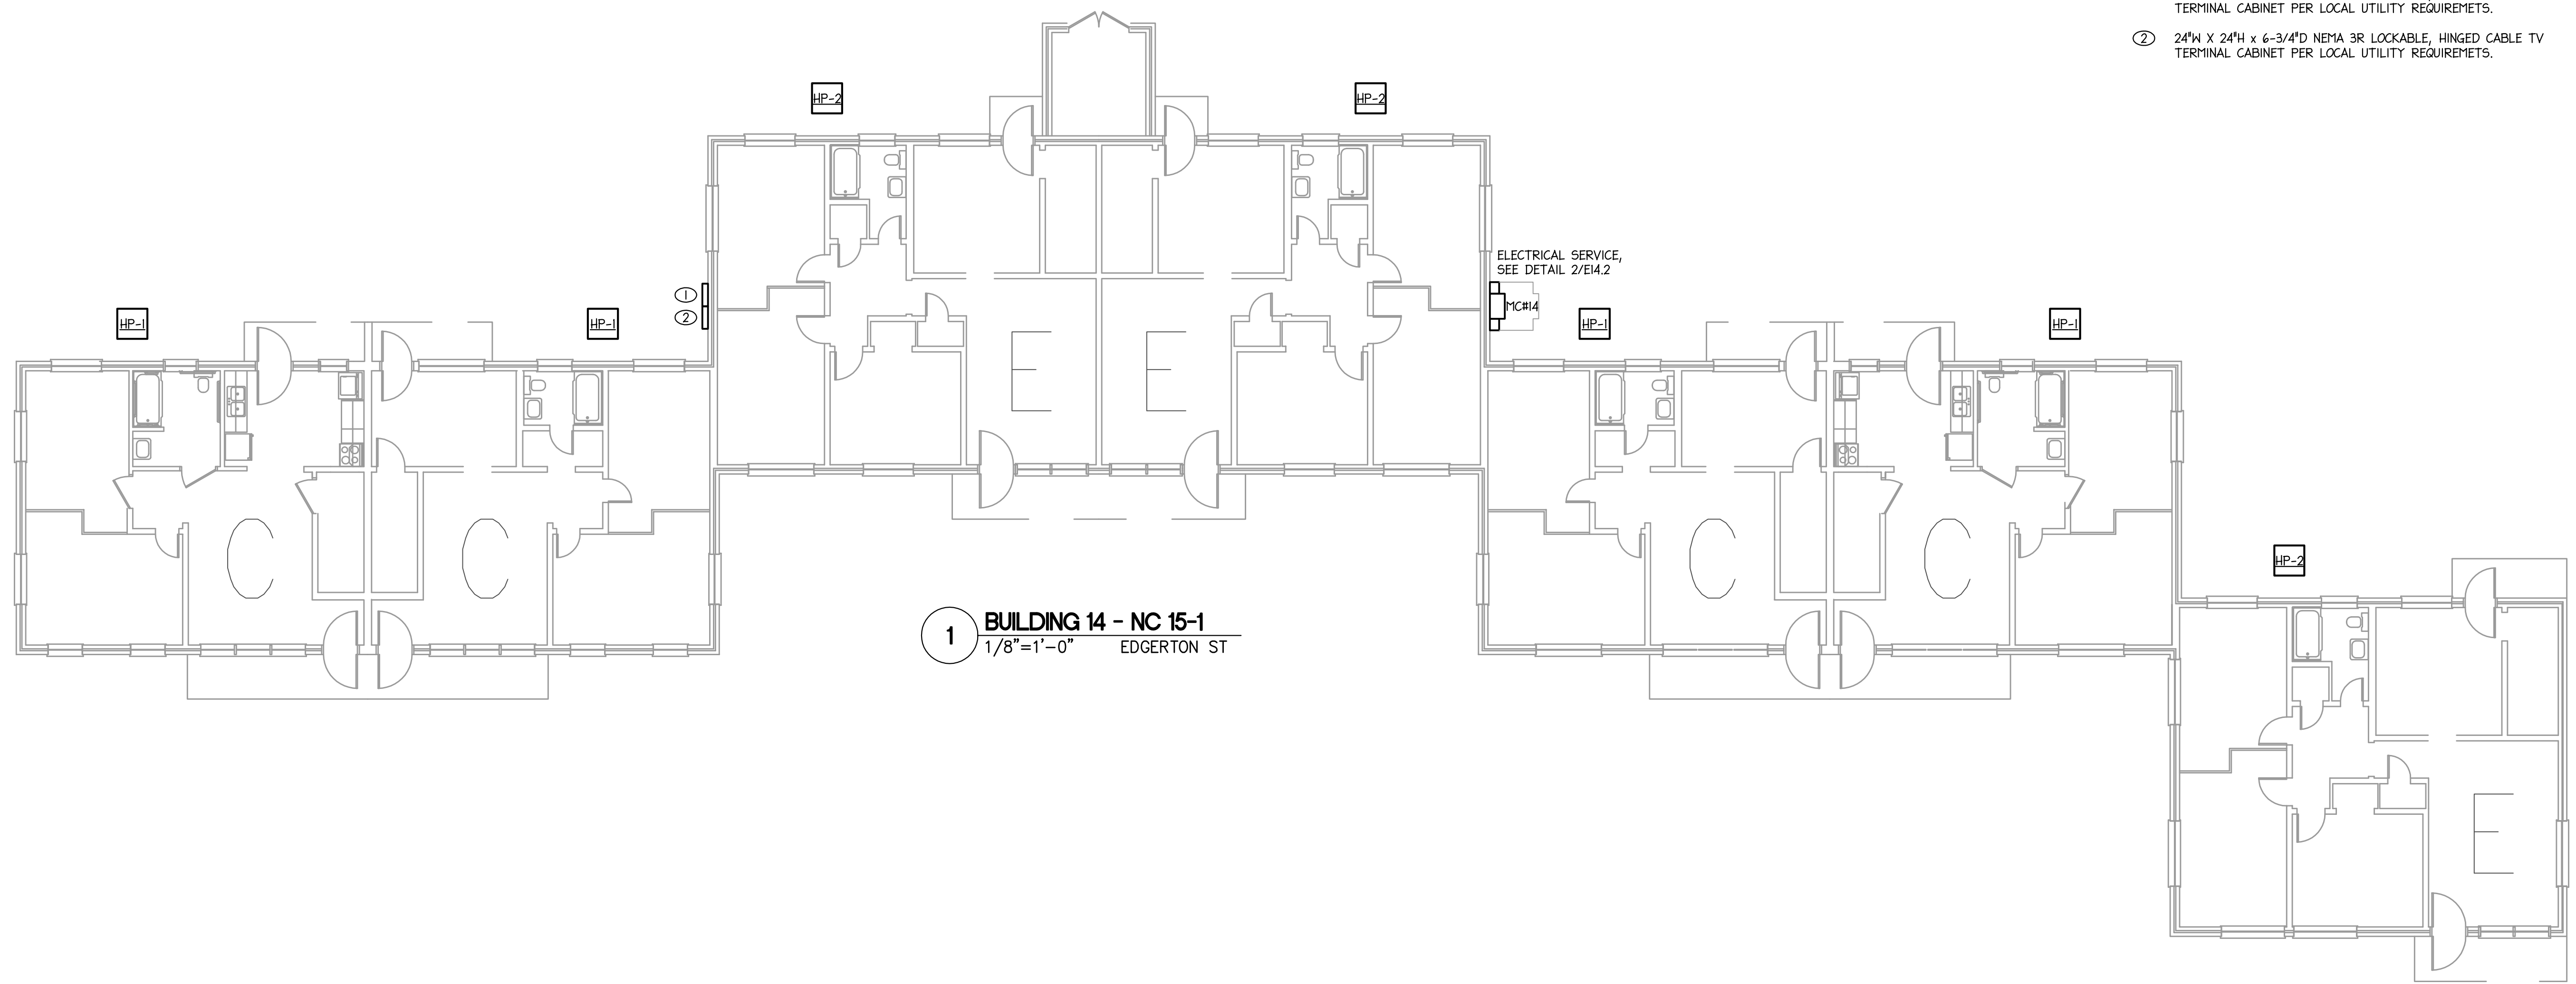 TERMINAL CABINET PER LOCAL UTILITY REQUIREMETS.
2 24"W X 24"H x 6-3/4"D NEMA 3R LOCKABLE, HINGED CABLE TV
TERMINAL CABINET PER LOCAL UTILITY REQUIREMETS.
HP-2
HP-2
ELECTRICAL SERVICE,
SEE DETAIL 2/E14.2
1
2
MC#14
HP-1
HP-1
HP-1
HP-1
E
E
C
C
C
C
HP-2
1
BUILDING 14 - NC 15-1
1/8"=1'-0" EDGERTON ST
E